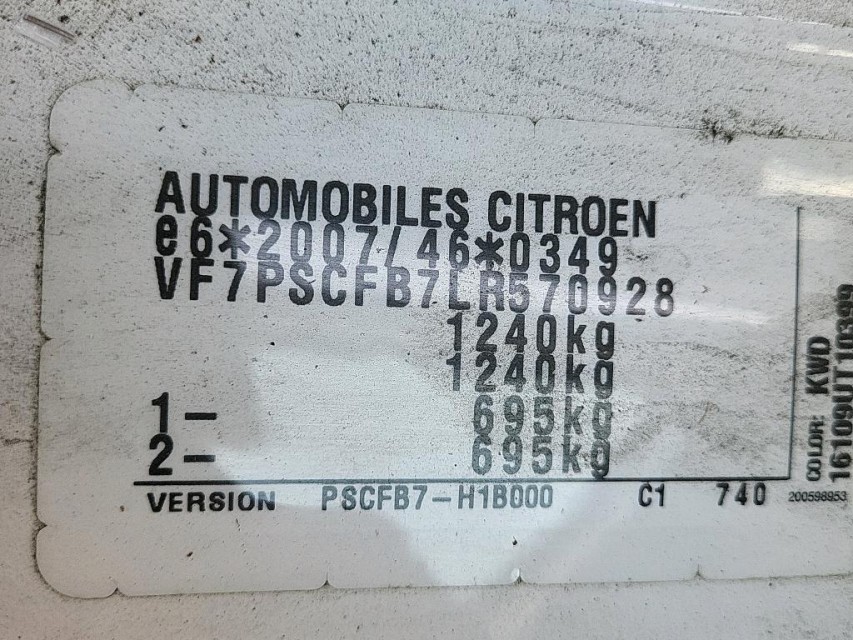 AUTOMOBILES CITROEN
e6*2007/46*0349
VF7PSCFB7LR570928
1240kg
1240kg
1- 695kg
2- 695kg
VERSION PSCFB7-H1B000 C1 740
COLOR: KWD
16109UT10399
200598953